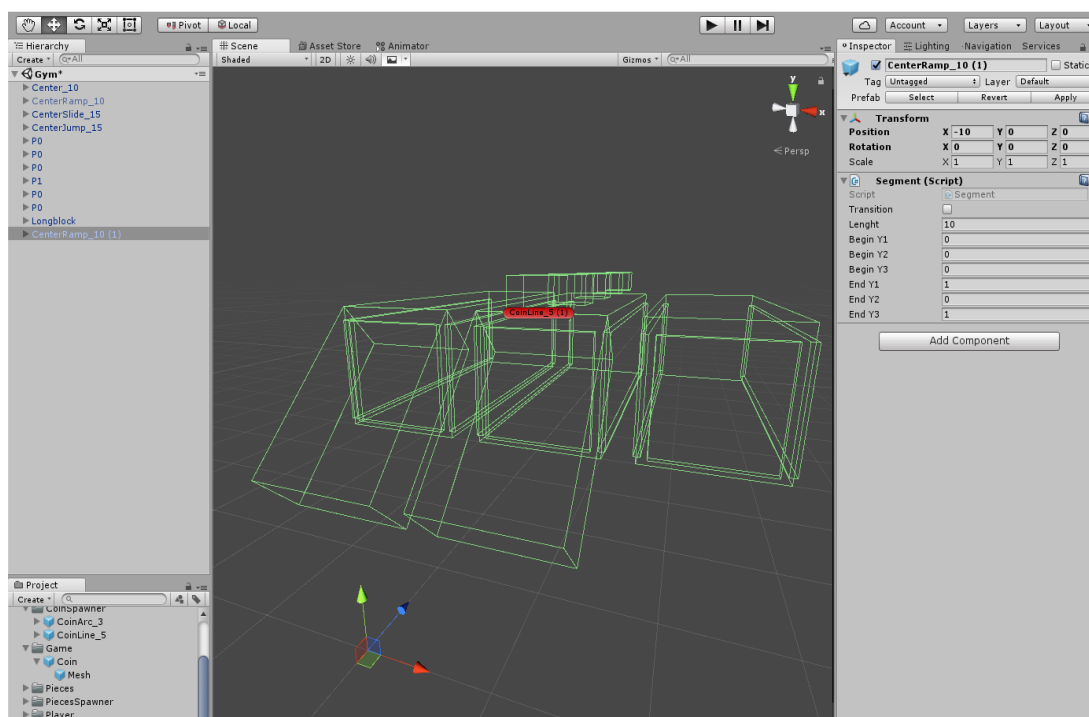 Pivot Local Account Layers Layout
Hierarchy
Create All
Gym*
Center_10
CenterRamp_10
CenterSlide_15
CenterJump_15
P0
P0
P0
P1
P0
P0
Longblock
CenterRamp_10 (1)
Project
Create
CoinSpawner
CoinArc_3
CoinLine_5
Game
Coin
Mesh
Pieces
PiecesSpawner
Player
Scene Asset Store Animator
Shaded 2D Gizmos All
y
x
Persp
CoinLine_5 (1)
Inspector Lighting Navigation Services
CenterRamp_10 (1) Static
Tag Untagged Layer Default
Prefab Select Revert Apply
Transform
Position X -10 Y 0 Z 0
Rotation X 0 Y 0 Z 0
Scale X 1 Y 1 Z 1
Segment (Script)
Script Segment
Transition
Lenght 10
Begin Y1 0
Begin Y2 0
Begin Y3 0
End Y1 1
End Y2 0
End Y3 1
Add Component